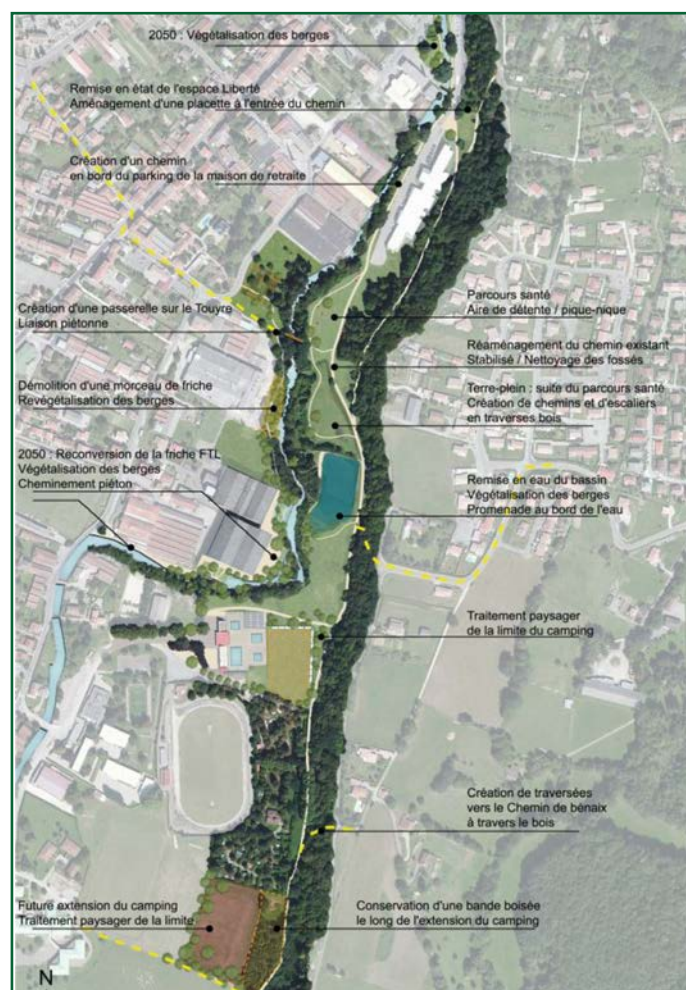 2050 : Végétalisation des berges
Remise en état de l'espace Liberté
Aménagement d'une placette à l'entrée du chemin
Création d'un chemin
en bord du parking de la maison de retraite
Création d'une passerelle sur le Touyre
Liaison piétonne
Démolition d'une morceau de friche
Revégétalisation des berges
2050 : Reconversion de la friche FTL
Végétalisation des berges
Cheminement piéton
Parcours santé
Aire de détente / pique-nique
Réaménagement du chemin existant
Stabilisé / Nettoyage des fossés
Terre-plein : suite du parcours santé
Création de chemins et d'escaliers
en traverses bois
Remise en eau du bassin
Végétalisation des berges
Promenade au bord de l'eau
Traitement paysager
de la limite du camping
Création de traversées
vers le Chemin de bénaix
à travers le bois
Future extension du camping
Traitement paysager de la limite
Conservation d'une bande boisée
le long de l'extension du camping
N